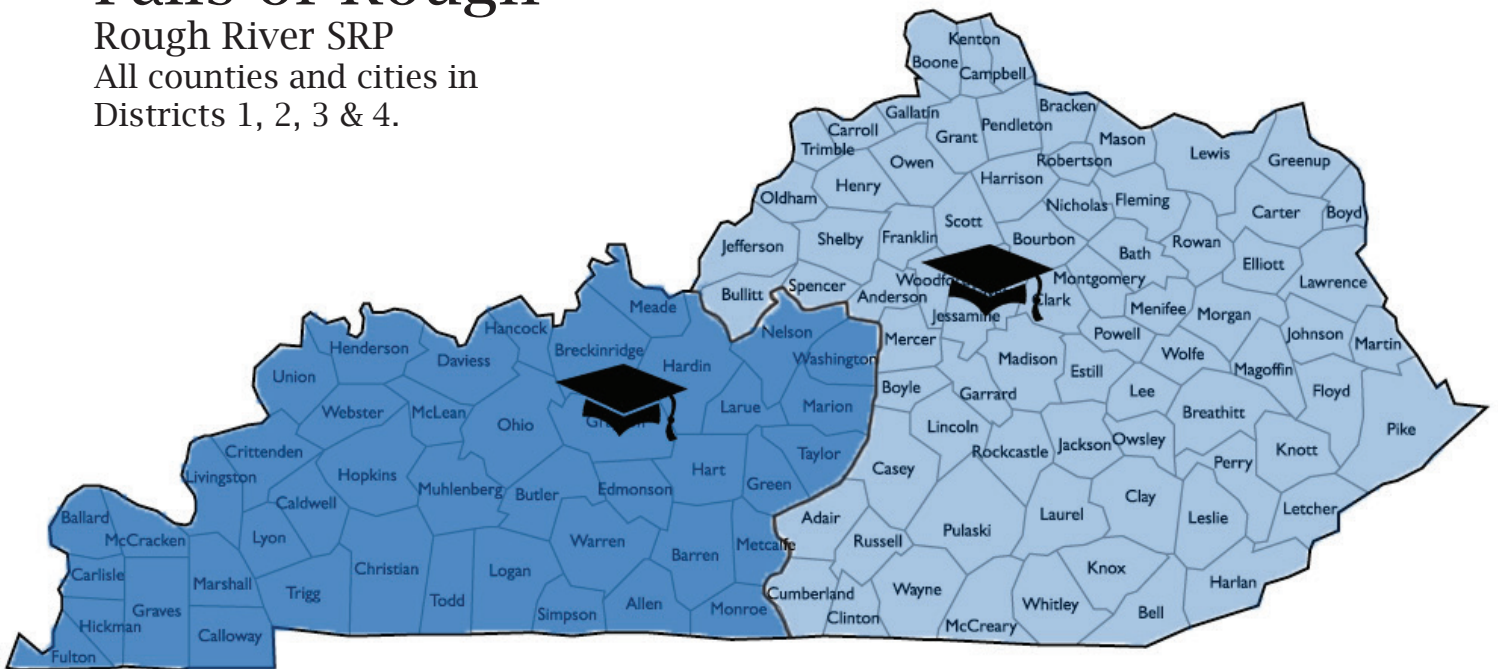 Falls of Rough
Rough River SRP
All counties and cities in
Districts 1, 2, 3 & 4.
Kenton
Boone
Campbell
Gallatin
Bracken
Carroll
Grant
Pendleton
Mason
Trimble
Owen
Robertson
Lewis
Greenup
Henry
Harrison
Oldham
Nicholas
Fleming
Scott
Carter
Boyd
Jefferson
Shelby
Franklin
Bourbon
Rowan
Bath
Elliott
Montgomery
Lawrence
Bullitt
Spencer
Anderson
Clark
Meade
Jessamine
Menifee
Morgan
Hancock
Nelson
Mercer
Powell
Johnson
Martin
Henderson
Daviess
Breckinridge
Hardin
Washington
Madison
Wolfe
Union
Estill
Magoffin
Boyle
Garrard
Lee
Floyd
Webster
McLean
Larue
Marion
Breathitt
Ohio
Lincoln
Pike
Jackson
Owsley
Crittenden
Taylor
Rockcastle
Knott
Livingston
Hopkins
Hart
Casey
Perry
Green
Muhlenberg
Butler
Edmonson
Clay
Caldwell
Letcher
Ballard
Adair
Laurel
Leslie
McCracken
Lyon
Warren
Metcalfe
Russell
Pulaski
Barren
Carlisle
Marshall
Christian
Logan
Knox
Harlan
Trigg
Todd
Cumberland
Wayne
Graves
Simpson
Allen
Monroe
Whitley
Bell
Hickman
Calloway
Clinton
McCreary
Fulton